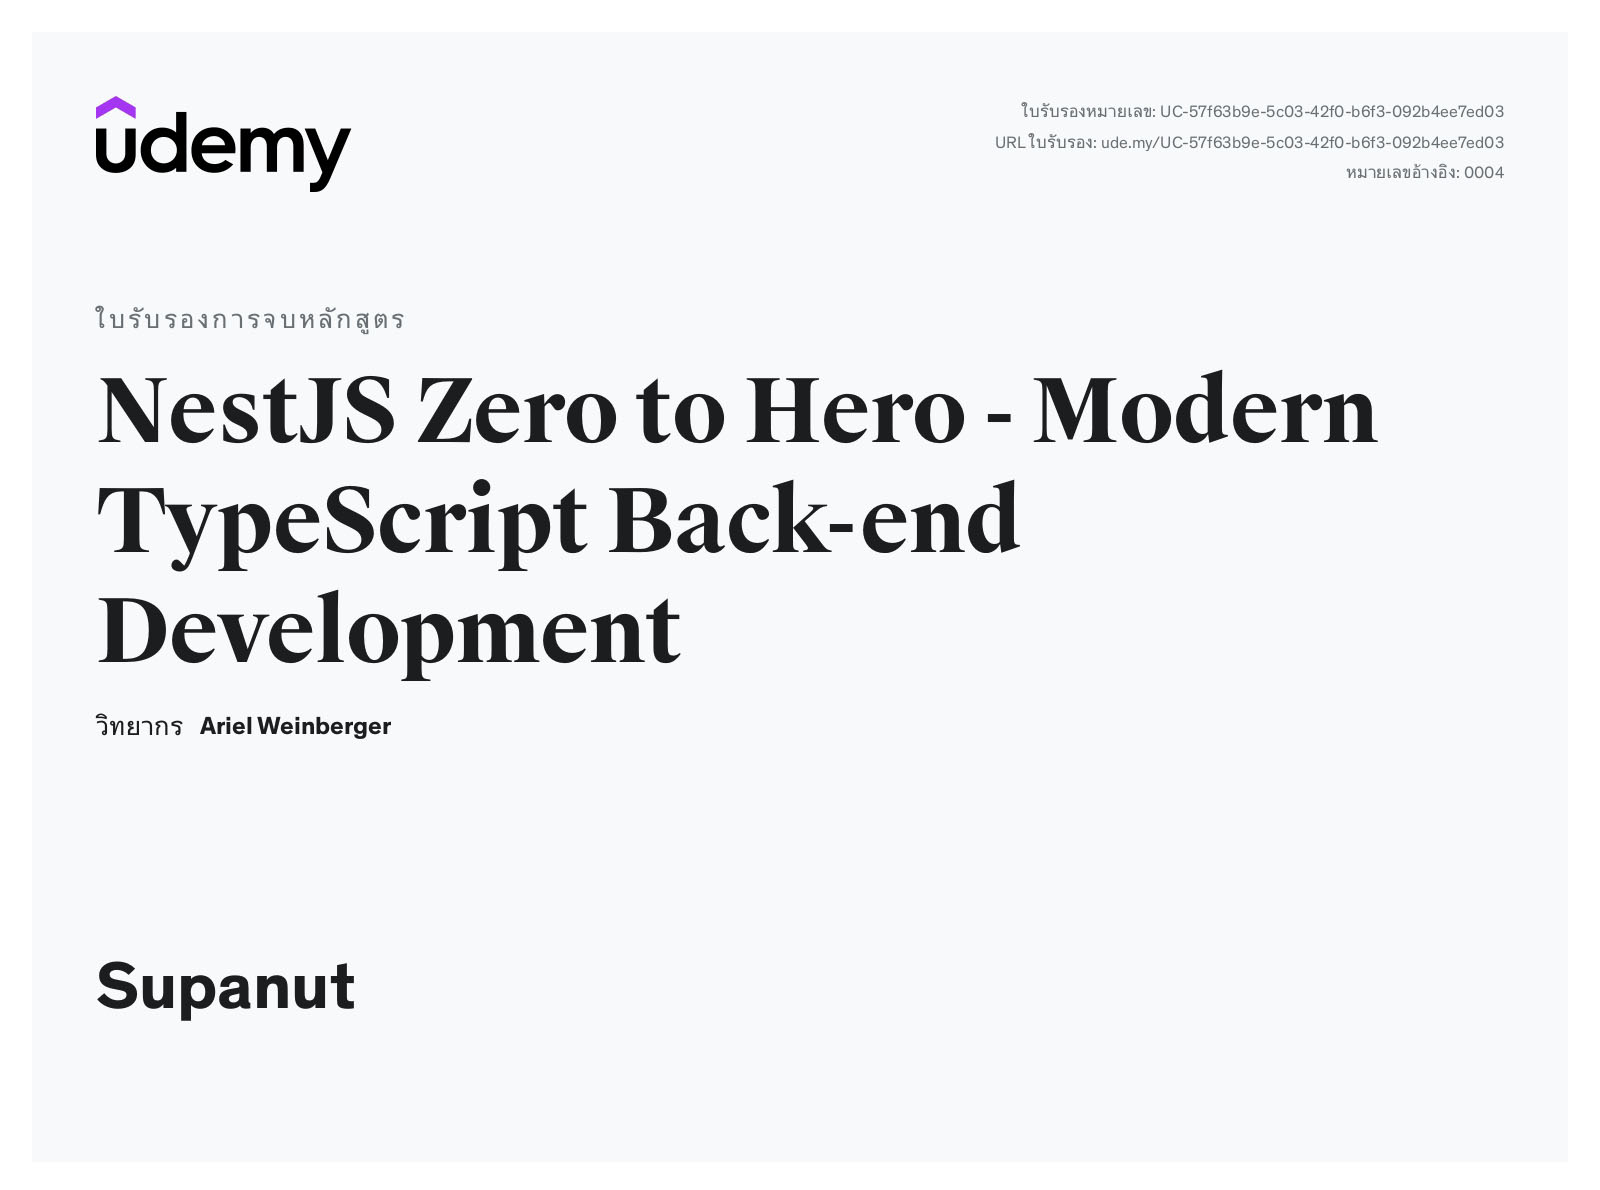 udemy
ใบรับรองหมายเลข: UC-57f63b9e-5c03-42f0-b6f3-092b4ee7ed03
URL ใบรับรอง: ude.my/UC-57f63b9e-5c03-42f0-b6f3-092b4ee7ed03
หมายเลขอ้างอิง: 0004
ใบรับรองการจบหลักสูตร
NestJS Zero to Hero - Modern
TypeScript Back-end
Development
วิทยากร Ariel Weinberger
Supanut